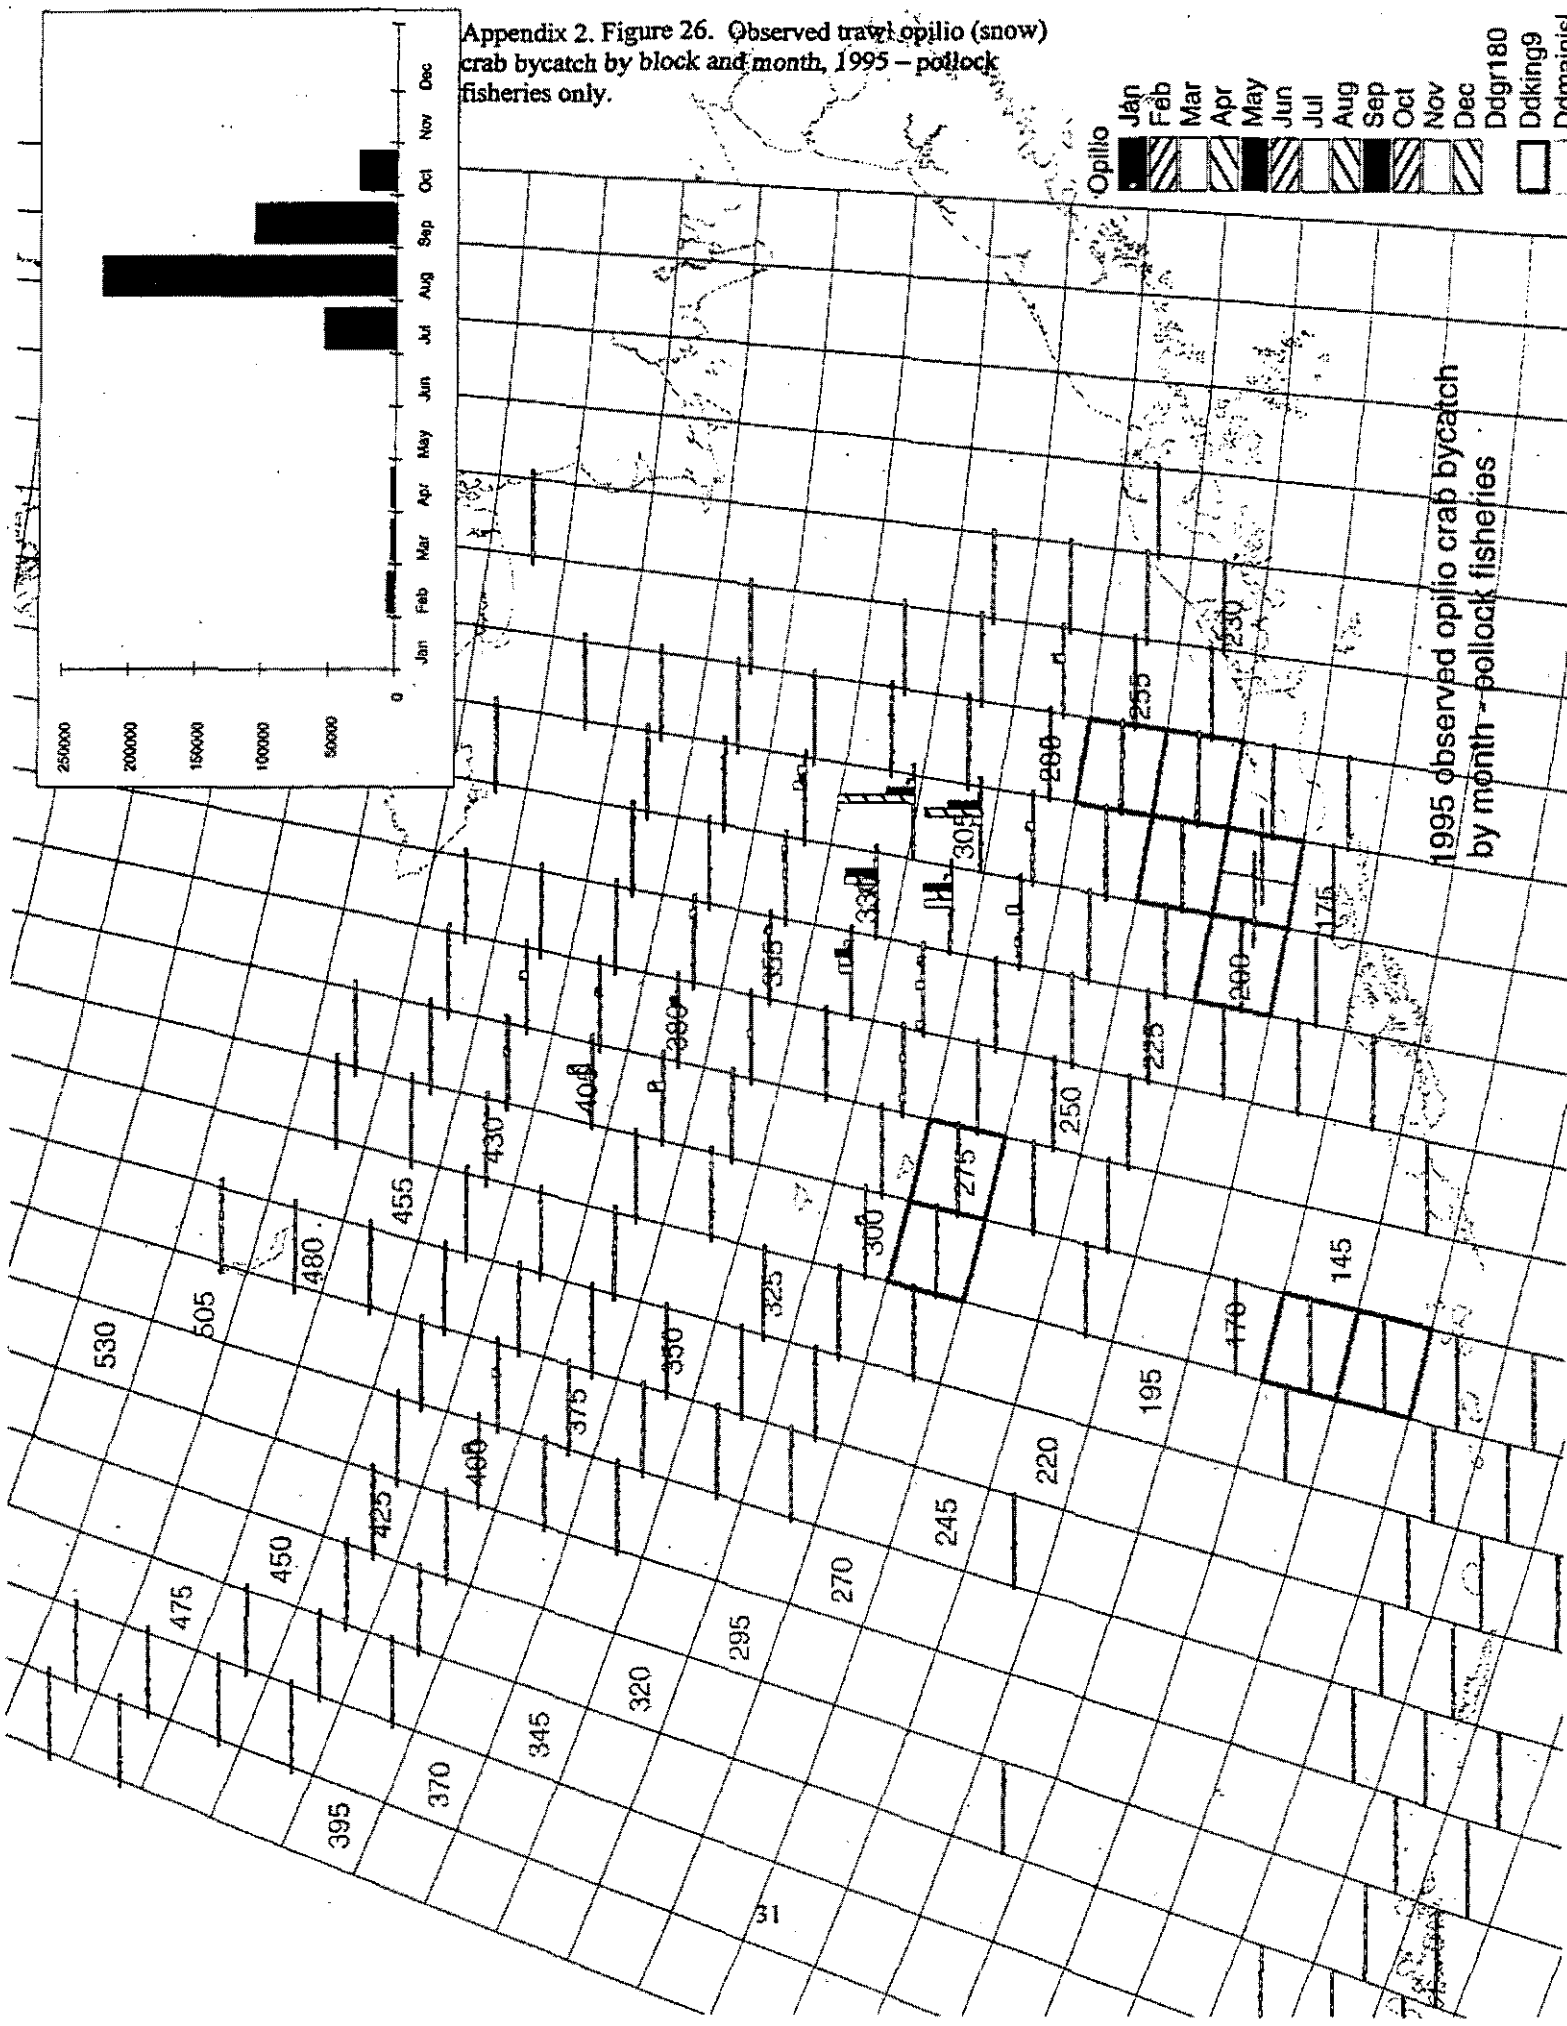 Appendix 2. Figure 26. Observed trawl opilio (snow)
crab bycatch by block and month, 1995 – pollock
fisheries only.
250000
200000
150000
100000
50000
0
Jan
Feb
Mar
Apr
May
Jun
Jul
Aug
Sep
Oct
Nov
Dec
Opilio
Jan
Feb
Mar
Apr
May
Jun
Jul
Aug
Sep
Oct
Nov
Dec
Ddgr180
Ddking9
1995 observed opilio crab bycatch
by month - pollock fisheries
530
505
480
455
430
405
380
355
330
305
280
255
230
475
450
425
400
375
350
325
300
275
250
225
200
175
395
370
345
320
295
270
245
220
195
170
145
31